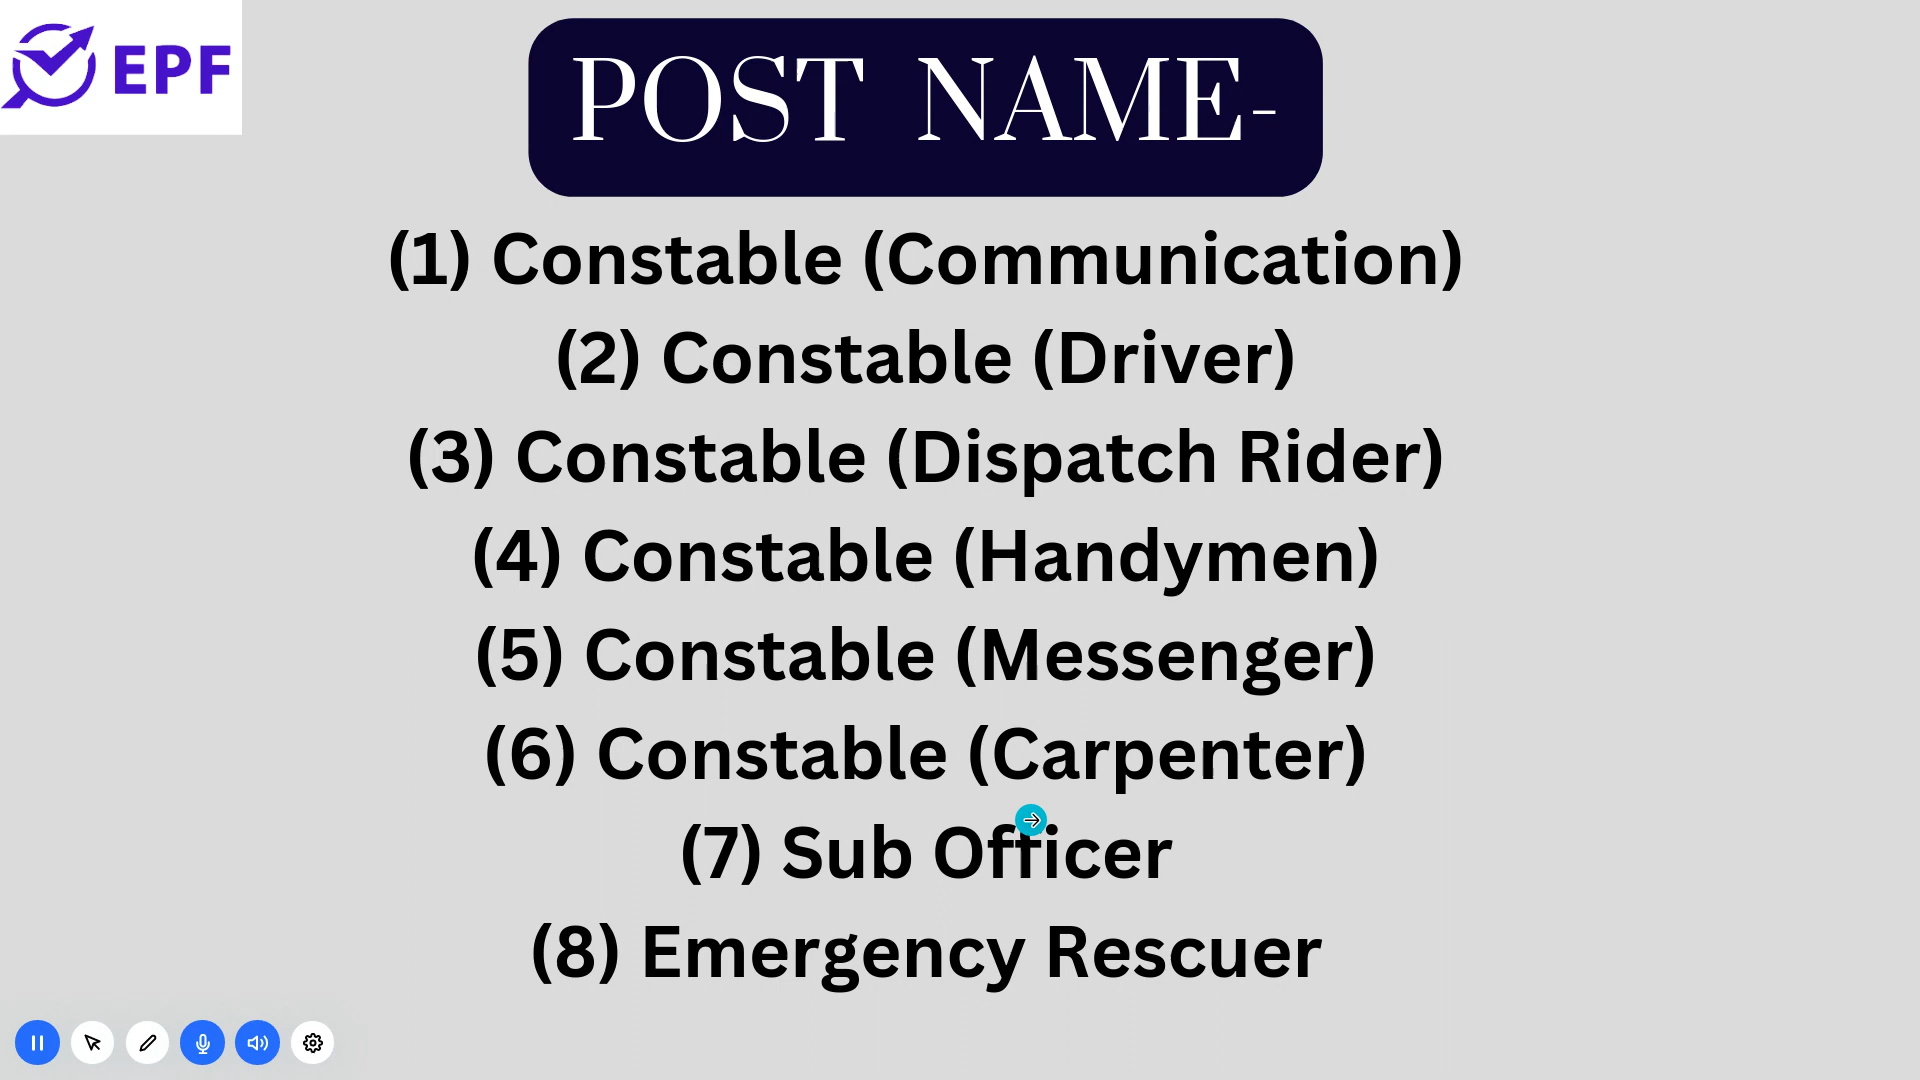 EPF
POST NAME-
(1) Constable (Communication)
(2) Constable (Driver)
(3) Constable (Dispatch Rider)
(4) Constable (Handymen)
(5) Constable (Messenger)
(6) Constable (Carpenter)
(7) Sub Officer
(8) Emergency Rescuer